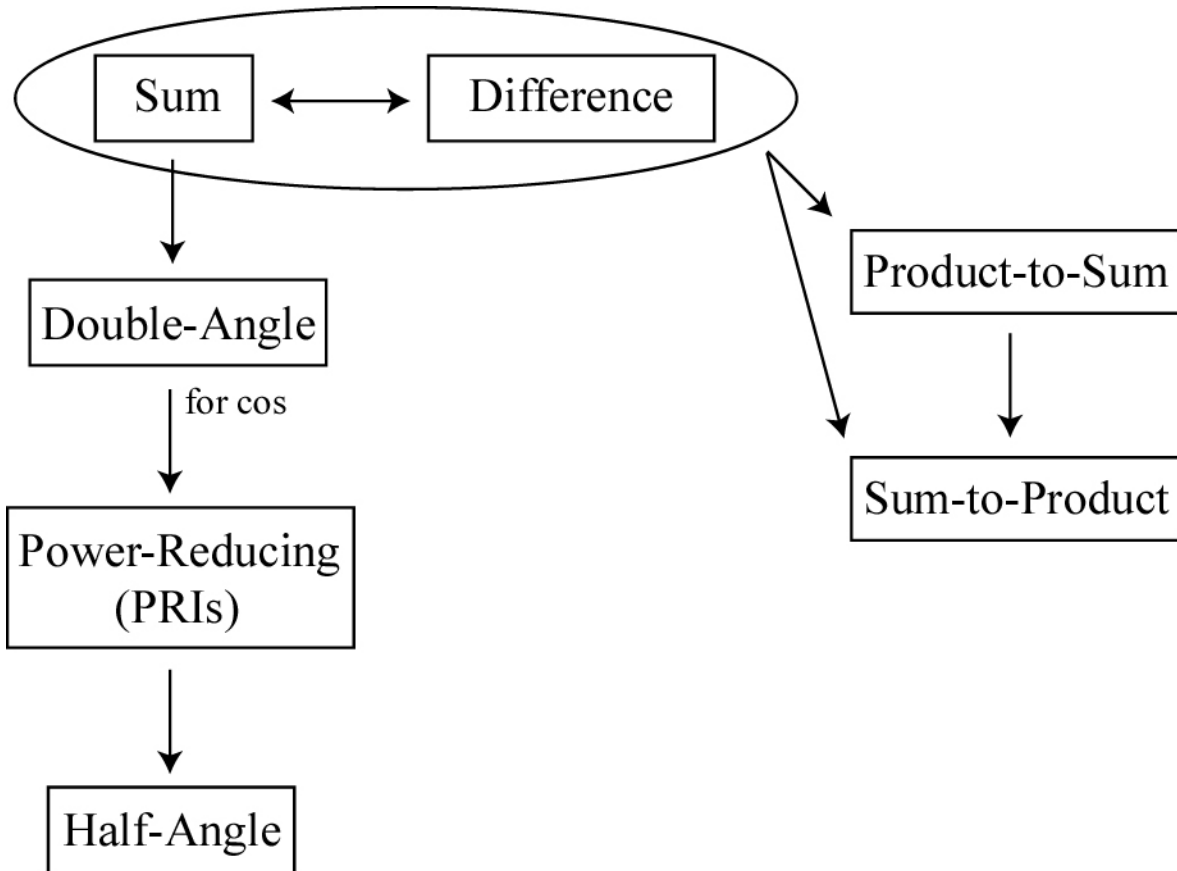 Sum
Difference
Product-to-Sum
Double-Angle
for cos
Sum-to-Product
Power-Reducing
(PRIs)
Half-Angle